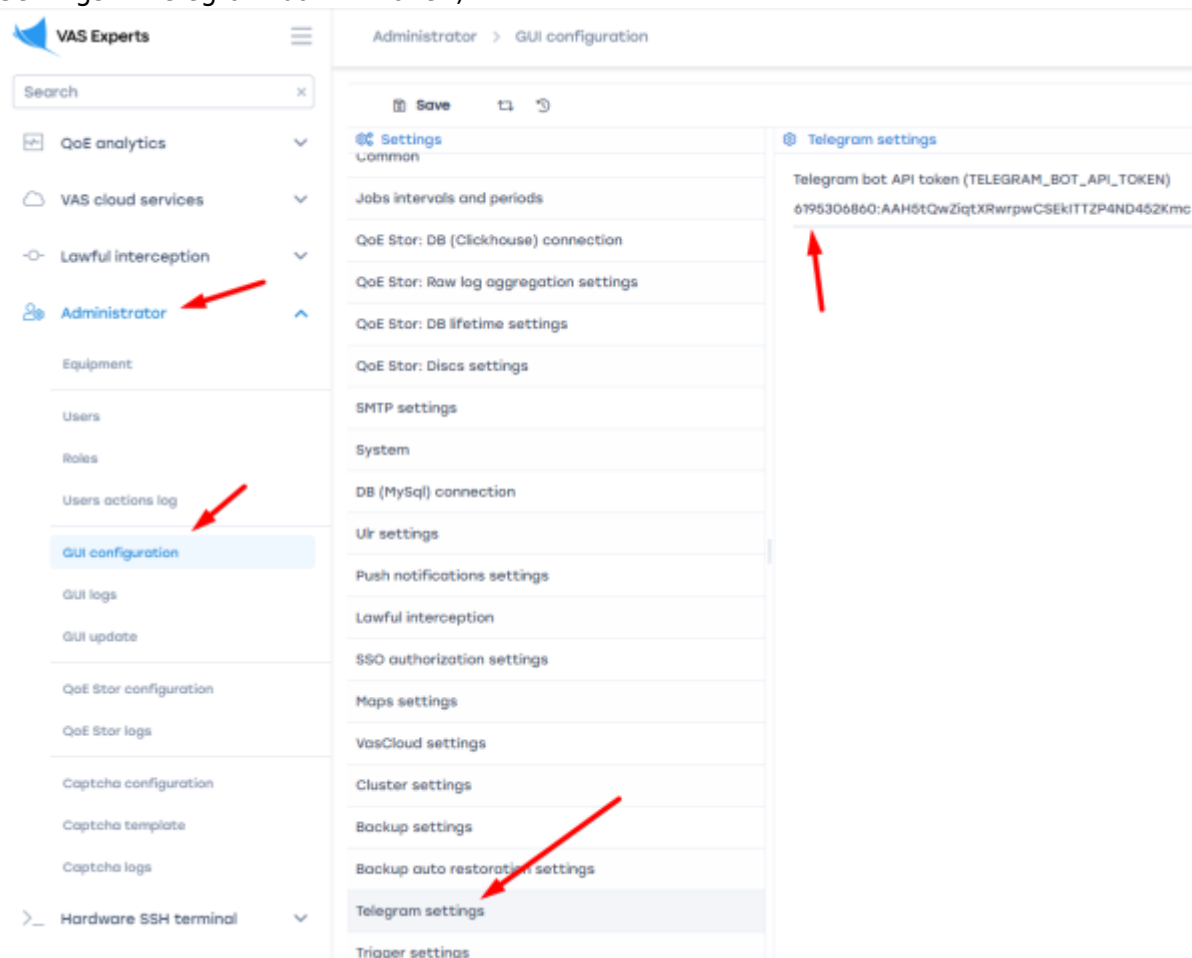 VAS Experts
Administrator > GUI configuration
Search
Save
QoE analytics
VAS cloud services
Lawful interception
Administrator
Equipment
Users
Roles
Users actions log
GUI configuration
GUI logs
GUI update
QoE Stor configuration
QoE Stor logs
Captcha configuration
Captcha template
Captcha logs
Hardware SSH terminal
Settings
Common
Jobs intervals and periods
QoE Stor: DB (Clickhouse) connection
QoE Stor: Raw log aggregation settings
QoE Stor: DB lifetime settings
QoE Stor: Discs settings
SMTP settings
System
DB (MySql) connection
Ulr settings
Push notifications settings
Lawful interception
SSO authorization settings
Maps settings
VasCloud settings
Cluster settings
Backup settings
Backup auto restoration settings
Telegram settings
Trigger settings
Telegram settings
Telegram bot API token (TELEGRAM_BOT_API_TOKEN)